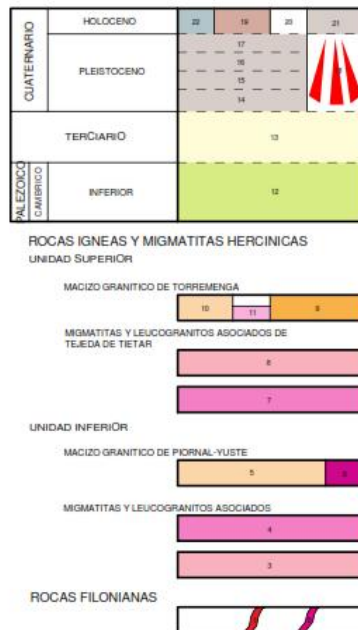 HOLOCENO
22 19 20 21
CUATERNARIO
PLEISTOCENO
17
16
15
14
TERCIARIO
13
PALEZOICO
CAMBRICO
INFERIOR
12
ROCAS IGNEAS Y MIGMATITAS HERCINICAS
UNIDAD SUPERIOR
MACIZO GRANITICO DE TORREMENGA
10 11 9
MIGMATITAS Y LEUCOGRANITOS ASOCIADOS DE
TEJEDA DE TIETAR
8
7
UNIDAD INFERIOR
MACIZO GRANITICO DE PIORNAL-YUSTE
5
MIGMATITAS Y LEUCOGRANITOS ASOCIADOS
4
3
ROCAS FILONIANAS